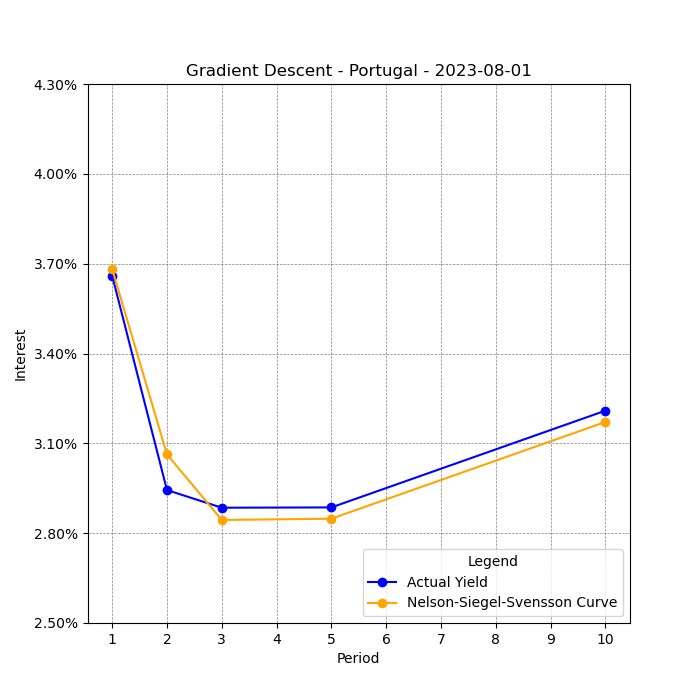 Gradient Descent - Portugal - 2023-08-01
4.30%
4.00%
3.70%
3.40%
3.10%
2.80%
2.50%
Interest
1 2 3 4 5 6 7 8 9 10
Period
Legend
Actual Yield
Nelson-Siegel-Svensson Curve